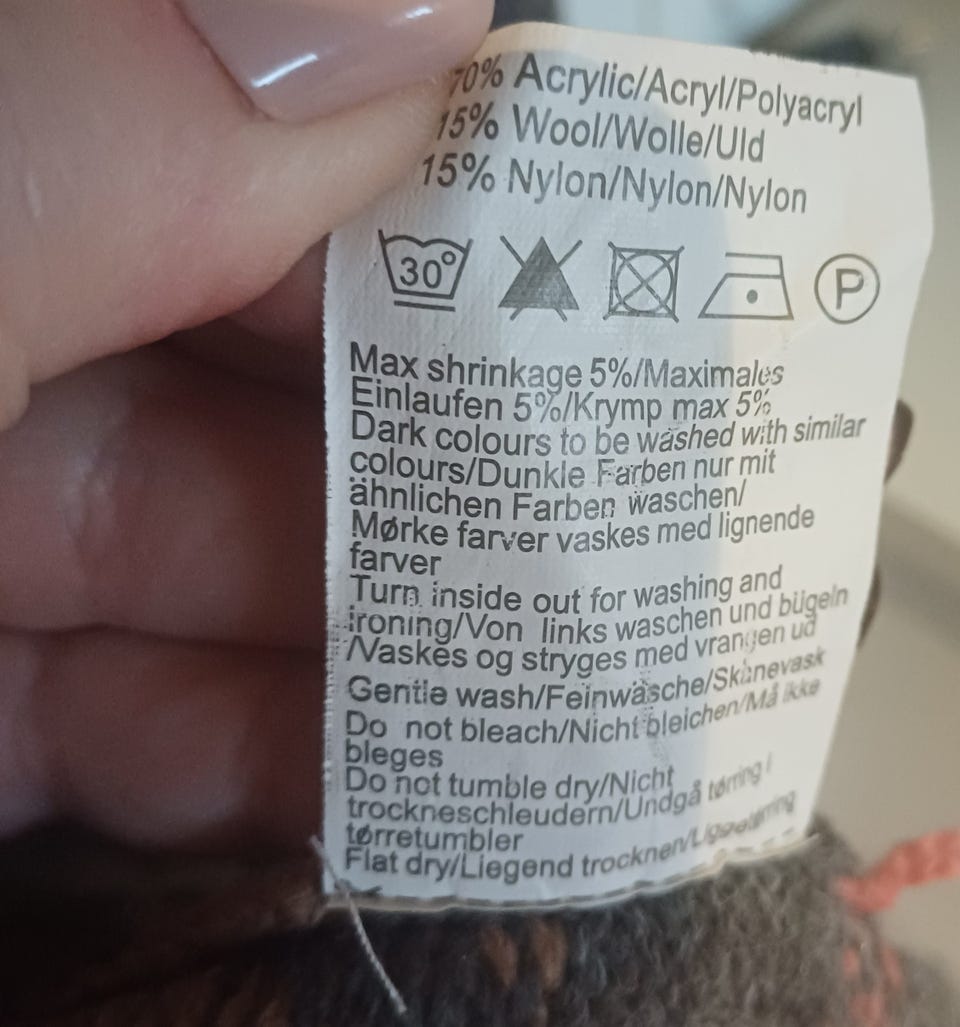 70% Acrylic/Acryl/Polyacryl
15% Wool/Wolle/Uld
15% Nylon/Nylon/Nylon
30° P
Max shrinkage 5%/Maximales
Einlaufen 5%/Krymp max 5%
Dark colours to be washed with similar
colours/Dunkle Farben nur mit
ähnlichen Farben waschen/
Mørke farver vaskes med lignende
farver
Turn inside out for washing and
ironing/Von links waschen und bügeln
/Vaskes og stryges med vrangen ud
Gentle wash/Feinwäsche/Skånevask
Do not bleach/Nicht bleichen/Må ikke
bleges
Do not tumble dry/Nicht
trockneschleudern/Undgå tørring i
tørretumbler
Flat dry/Liegend trocknen/Liggetørring